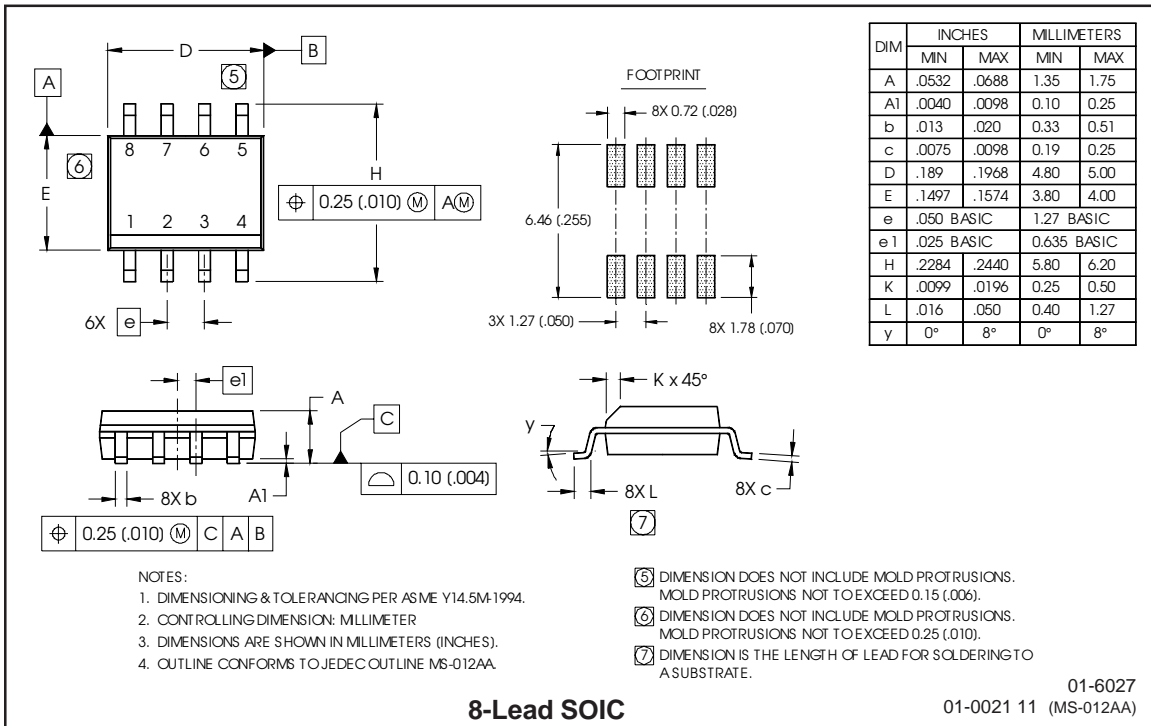 D
B
5
A
8 7 6 5
6
E
H
⌖ 0.25 (.010) Ⓜ AⓂ
1 2 3 4
6X e
FOOTPRINT
8X 0.72 (.028)
6.46 (.255)
3X 1.27 (.050)
8X 1.78 (.070)
DIM INCHES MILLIMETERS
MIN MAX MIN MAX
A .0532 .0688 1.35 1.75
A1 .0040 .0098 0.10 0.25
b .013 .020 0.33 0.51
c .0075 .0098 0.19 0.25
D .189 .1968 4.80 5.00
E .1497 .1574 3.80 4.00
e .050 BASIC 1.27 BASIC
e1 .025 BASIC 0.635 BASIC
H .2284 .2440 5.80 6.20
K .0099 .0196 0.25 0.50
L .016 .050 0.40 1.27
y 0° 8° 0° 8°
e1
A
C
⌓ 0.10 (.004)
8X b
A1
⌖ 0.25 (.010) Ⓜ C A B
K x 45°
y
8X L
7
8X c
NOTES:
1. DIMENSIONING & TOLERANCING PER ASME Y14.5M-1994.
2. CONTROLLING DIMENSION: MILLIMETER
3. DIMENSIONS ARE SHOWN IN MILLIMETERS (INCHES).
4. OUTLINE CONFORMS TO JEDEC OUTLINE MS-012AA.
5 DIMENSION DOES NOT INCLUDE MOLD PROTRUSIONS.
MOLD PROTRUSIONS NOT TO EXCEED 0.15 (.006).
6 DIMENSION DOES NOT INCLUDE MOLD PROTRUSIONS.
MOLD PROTRUSIONS NOT TO EXCEED 0.25 (.010).
7 DIMENSION IS THE LENGTH OF LEAD FOR SOLDERING TO
A SUBSTRATE.
8-Lead SOIC
01-6027
01-0021 11 (MS-012AA)